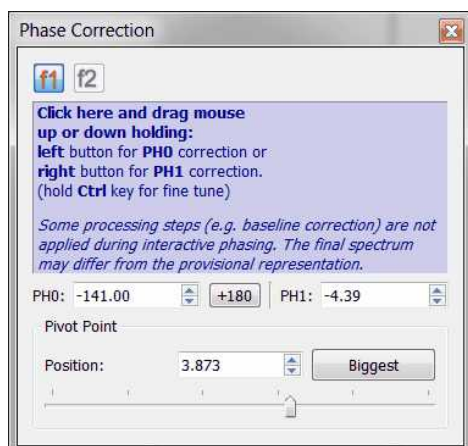 Phase Correction
f1 f2
Click here and drag mouse
up or down holding:
left button for PH0 correction or
right button for PH1 correction.
(hold Ctrl key for fine tune)
Some processing steps (e.g. baseline correction) are not
applied during interactive phasing. The final spectrum
may differ from the provisional representation.
PH0: -141.00 +180 PH1: -4.39
Pivot Point
Position: 3.873 Biggest